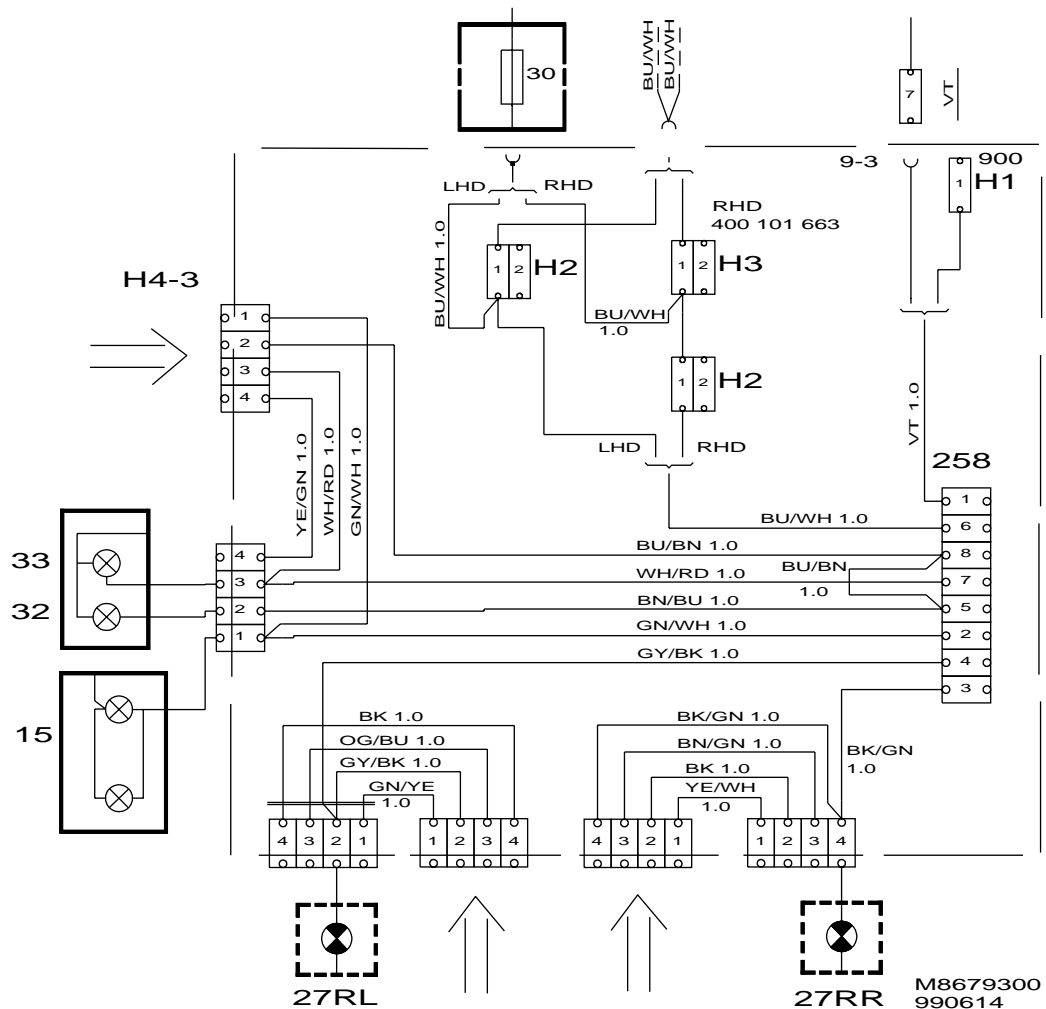 30
BU/WH
BU/WH
7
VT
9-3
900
1
H1
LHD
RHD
RHD
400 101 663
BU/WH 1.0
1 2
H2
1 2
H3
BU/WH
1.0
H4-3
1
2
3
4
1 2
H2
LHD
RHD
VT 1.0
YE/GN 1.0
WH/RD 1.0
GN/WH 1.0
258
1
6
8
7
5
2
4
3
BU/WH 1.0
BU/BN 1.0
BU/BN
1.0
WH/RD 1.0
BN/BU 1.0
GN/WH 1.0
GY/BK 1.0
33
32
4
3
2
1
15
BK 1.0
OG/BU 1.0
GY/BK 1.0
GN/YE
1.0
BK/GN 1.0
BN/GN 1.0
BK 1.0
YE/WH
1.0
BK/GN
1.0
4 3 2 1
1 2 3 4
4 3 2 1
1 2 3 4
27RL
27RR
M8679300
990614